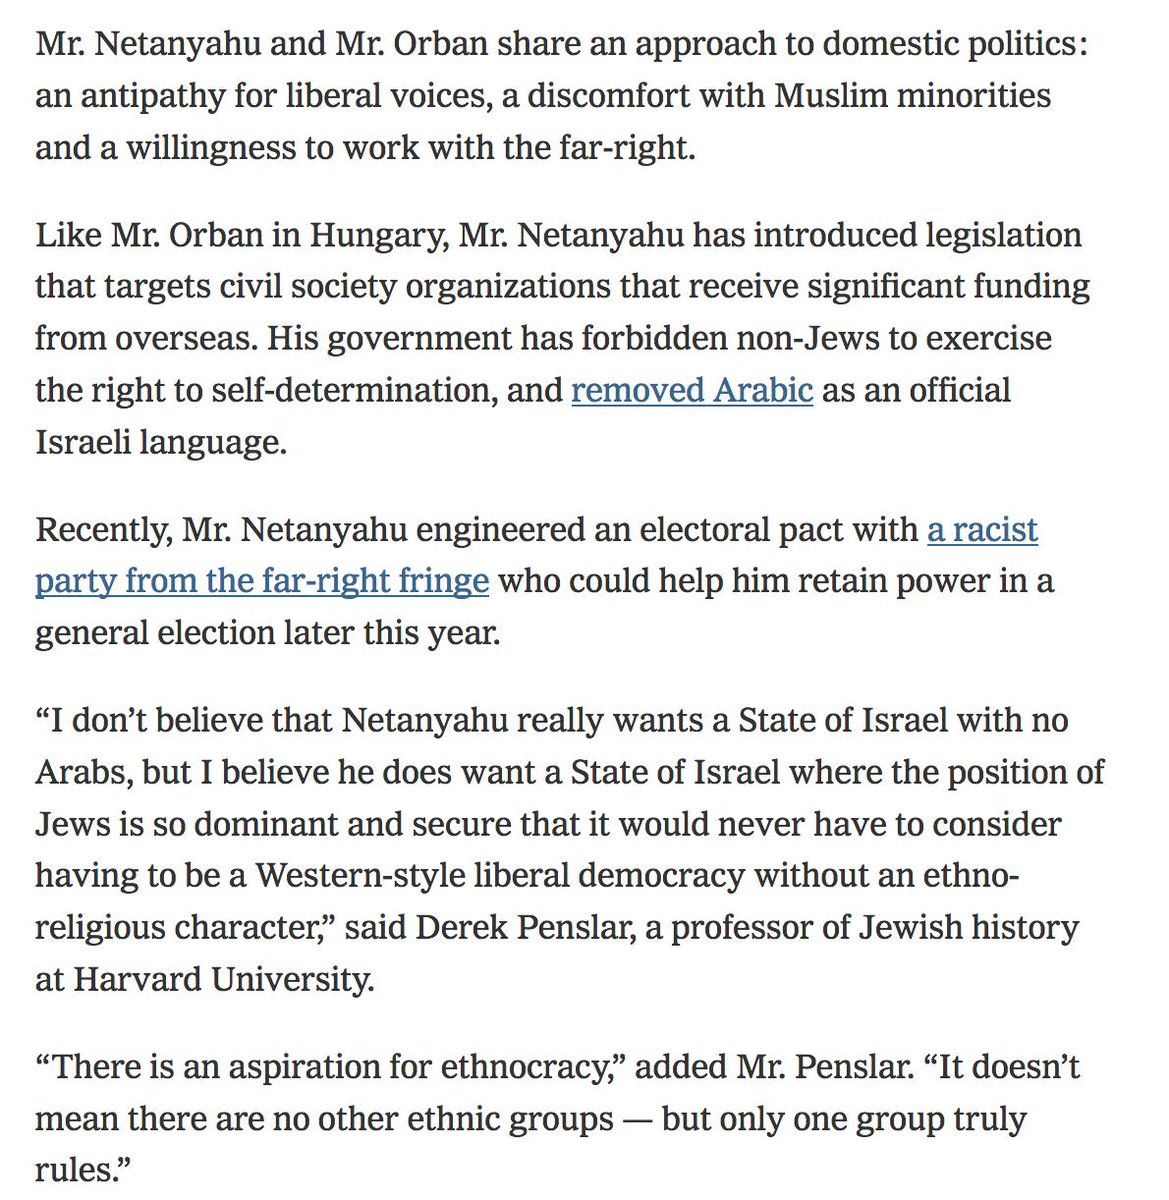 Mr. Netanyahu and Mr. Orban share an approach to domestic politics:
an antipathy for liberal voices, a discomfort with Muslim minorities
and a willingness to work with the far-right.
Like Mr. Orban in Hungary, Mr. Netanyahu has introduced legislation
that targets civil society organizations that receive significant funding
from overseas. His government has forbidden non-Jews to exercise
the right to self-determination, and removed Arabic as an official
Israeli language.
Recently, Mr. Netanyahu engineered an electoral pact with a racist
party from the far-right fringe who could help him retain power in a
general election later this year.
“I don’t believe that Netanyahu really wants a State of Israel with no
Arabs, but I believe he does want a State of Israel where the position of
Jews is so dominant and secure that it would never have to consider
having to be a Western-style liberal democracy without an ethno-
religious character,” said Derek Penslar, a professor of Jewish history
at Harvard University.
“There is an aspiration for ethnocracy,” added Mr. Penslar. “It doesn’t
mean there are no other ethnic groups — but only one group truly
rules.”